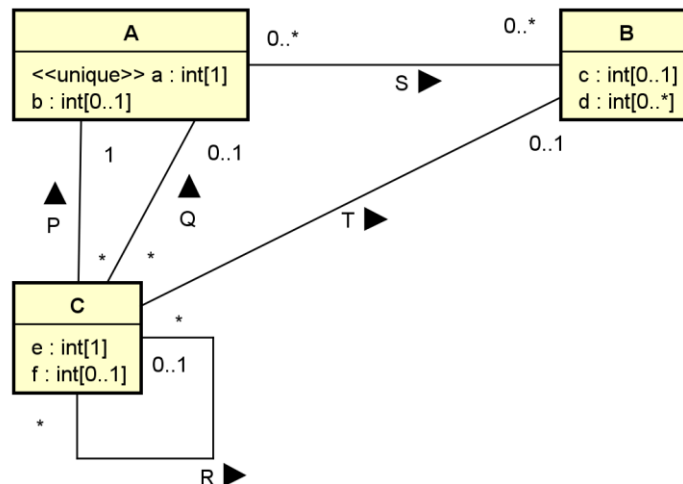 A
<<unique>> a : int[1]
b : int[0..1]
0..*
0..*
B
c : int[0..1]
d : int[0..*]
S
1
0..1
0..1
P
Q
T
*
*
C
e : int[1]
f : int[0..1]
*
0..1
*
R